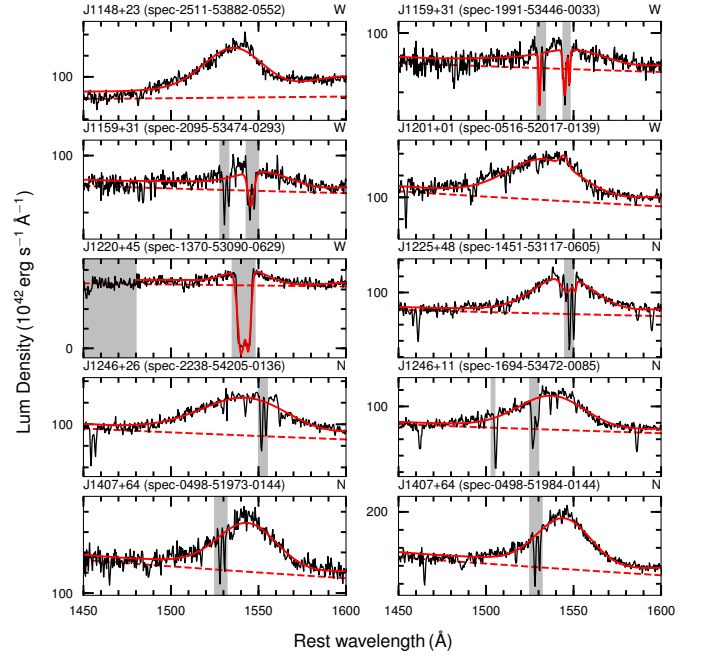 J1148+23 (spec-2511-53882-0552) W
100
J1159+31 (spec-1991-53446-0033) W
100
J1159+31 (spec-2095-53474-0293) W
100
J1201+01 (spec-0516-52017-0139) W
100
J1220+45 (spec-1370-53090-0629) W
0
J1225+48 (spec-1451-53117-0605) N
100
J1246+26 (spec-2238-54205-0136) N
100
J1246+11 (spec-1694-53472-0085) N
100
J1407+64 (spec-0498-51973-0144) N
100
J1407+64 (spec-0498-51984-0144) N
200
1450 1500 1550 1600
1450 1500 1550 1600
Lum Density (10⁴² erg s⁻¹ Å⁻¹)
Rest wavelength (Å)